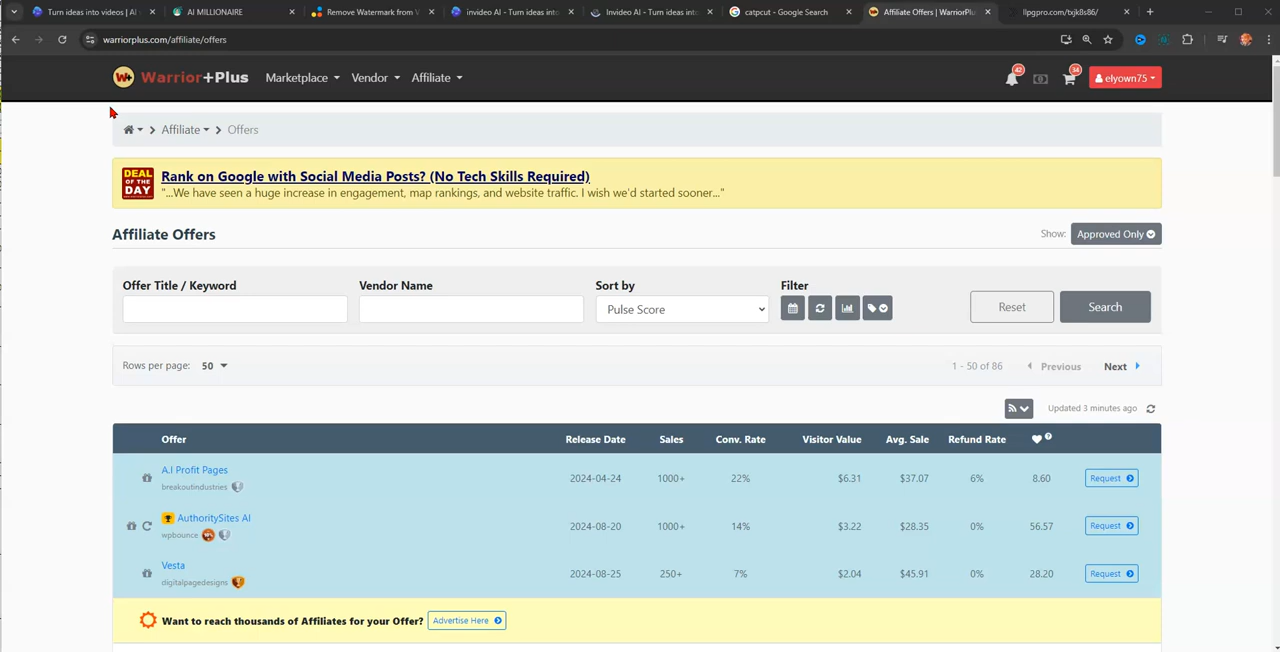 Turn ideas into videos | AI
AI MILLIONAIRE
Remove Watermark from V
invideo AI - Turn ideas into
Invideo AI - Turn ideas into
catpcut - Google Search
Affiliate Offers | WarriorPlus
llpgpro.com/txjk8s86/
warriorplus.com/affiliate/offers
Warrior+Plus
Marketplace
Vendor
Affiliate
42
34
elyown75
Affiliate
Offers
DEAL OF THE DAY
Rank on Google with Social Media Posts? (No Tech Skills Required)
"...We have seen a huge increase in engagement, map rankings, and website traffic. I wish we'd started sooner..."
Affiliate Offers
Show: Approved Only
Offer Title / Keyword
Vendor Name
Sort by
Filter
Pulse Score
Reset
Search
Rows per page: 50
1 - 50 of 86
Previous
Next
Updated 3 minutes ago
Offer Release Date Sales Conv. Rate Visitor Value Avg. Sale Refund Rate
A.I Profit Pages
breakoutindustries
2024-04-24 1000+ 22% $6.31 $37.07 6% 8.60 Request
AuthoritySites AI
wpbounce
2024-08-20 1000+ 14% $3.22 $28.35 0% 56.57 Request
Vesta
digitalpagedesigns
2024-08-25 250+ 7% $2.04 $45.91 0% 28.20 Request
Want to reach thousands of Affiliates for your Offer? Advertise Here